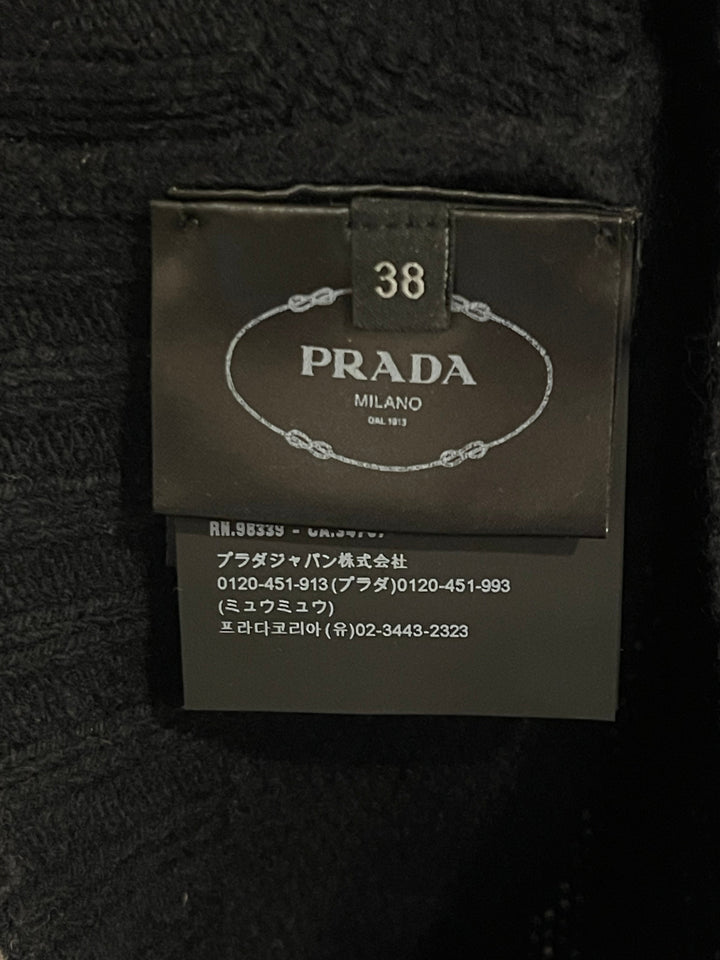 38
PRADA
MILANO
DAL 1913
RN.98339 - CA.34707
プラダジャパン株式会社
0120-451-913(プラダ)0120-451-993
(ミュウミュウ)
프라다코리아(유)02-3443-2323